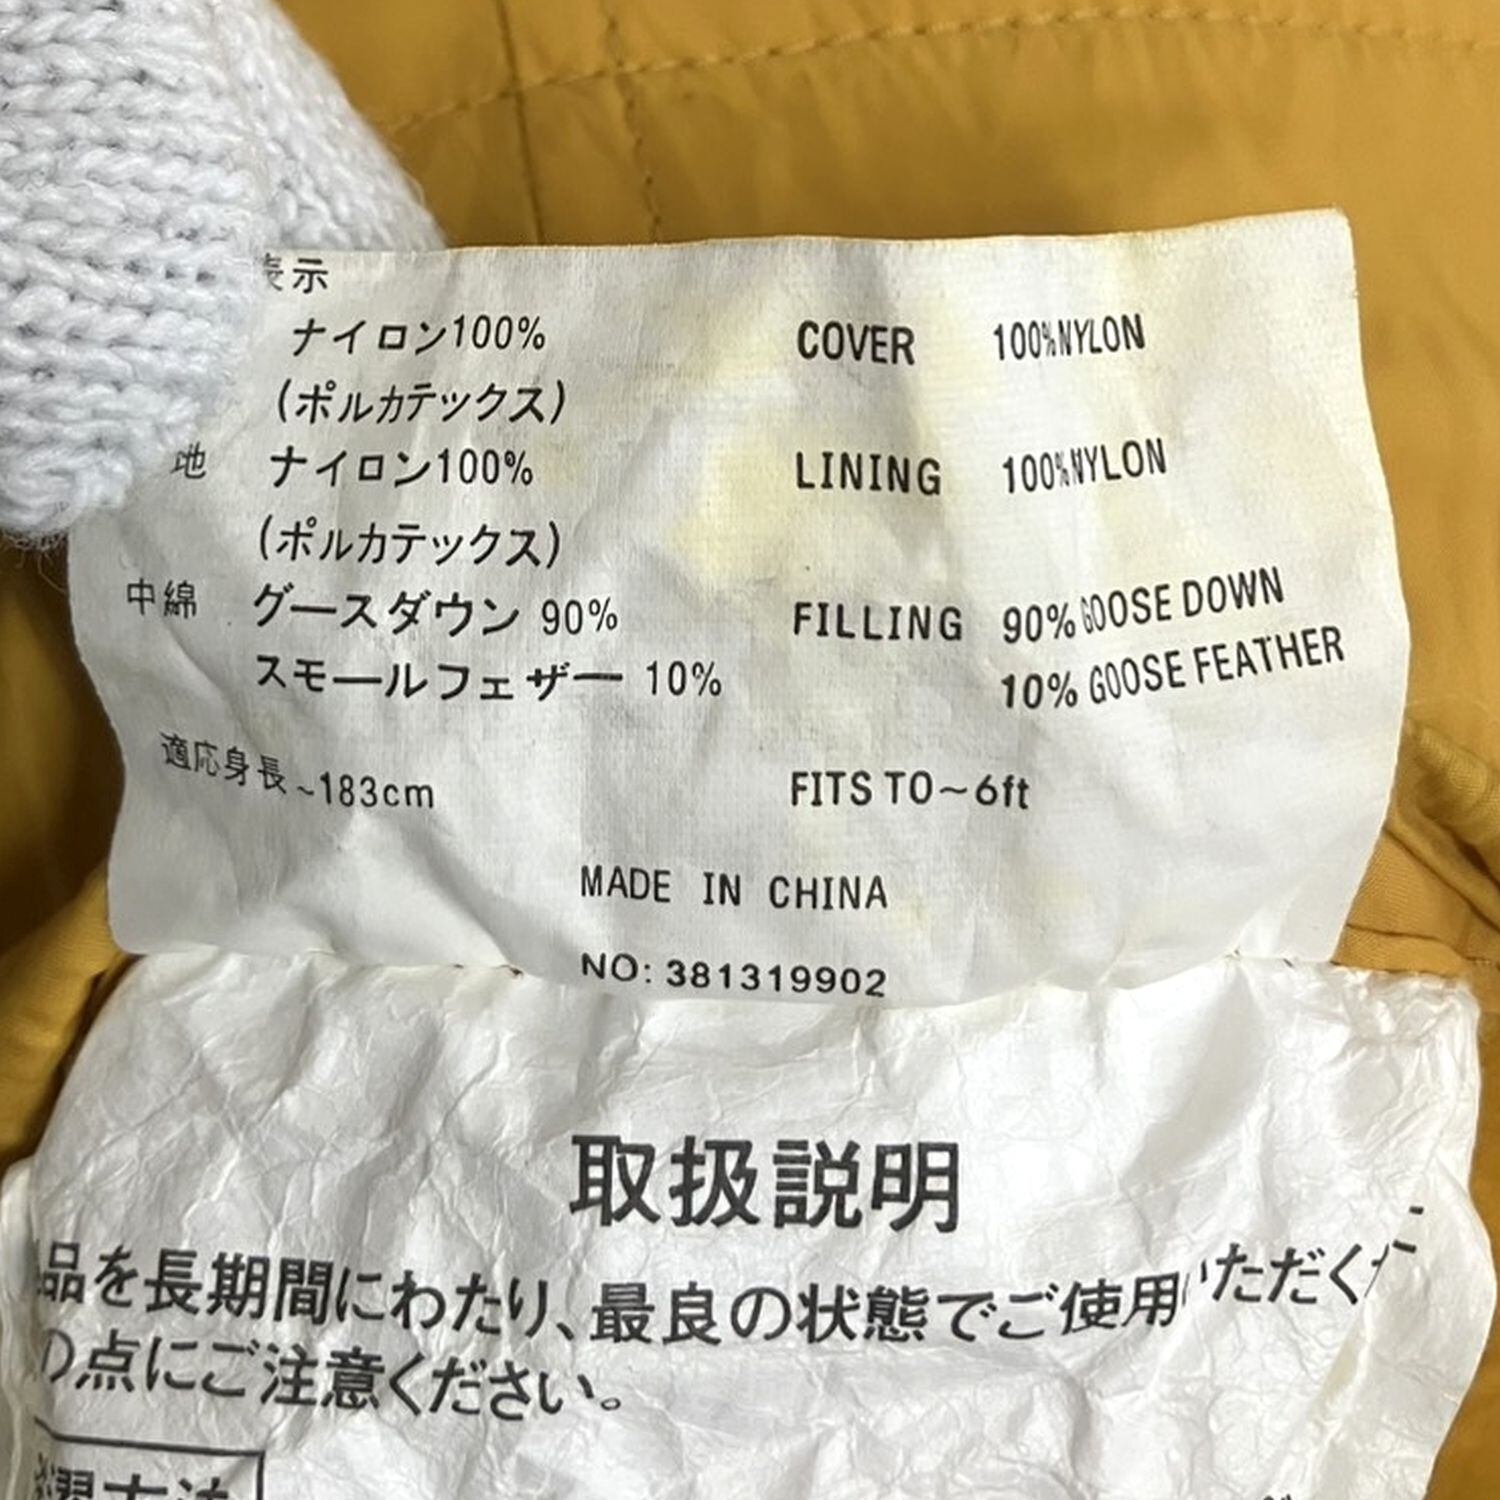 表示
ナイロン100% COVER 100%NYLON
(ポルカテックス)
地 ナイロン100% LINING 100%NYLON
(ポルカテックス)
中綿 グースダウン 90% FILLING 90% GOOSE DOWN
スモールフェザー 10% 10% GOOSE FEATHER
適応身長~183cm FITS TO~6ft
MADE IN CHINA
NO: 381319902
取扱説明
品を長期間にわたり、最良の状態でご使用いただくた
の点にご注意ください。